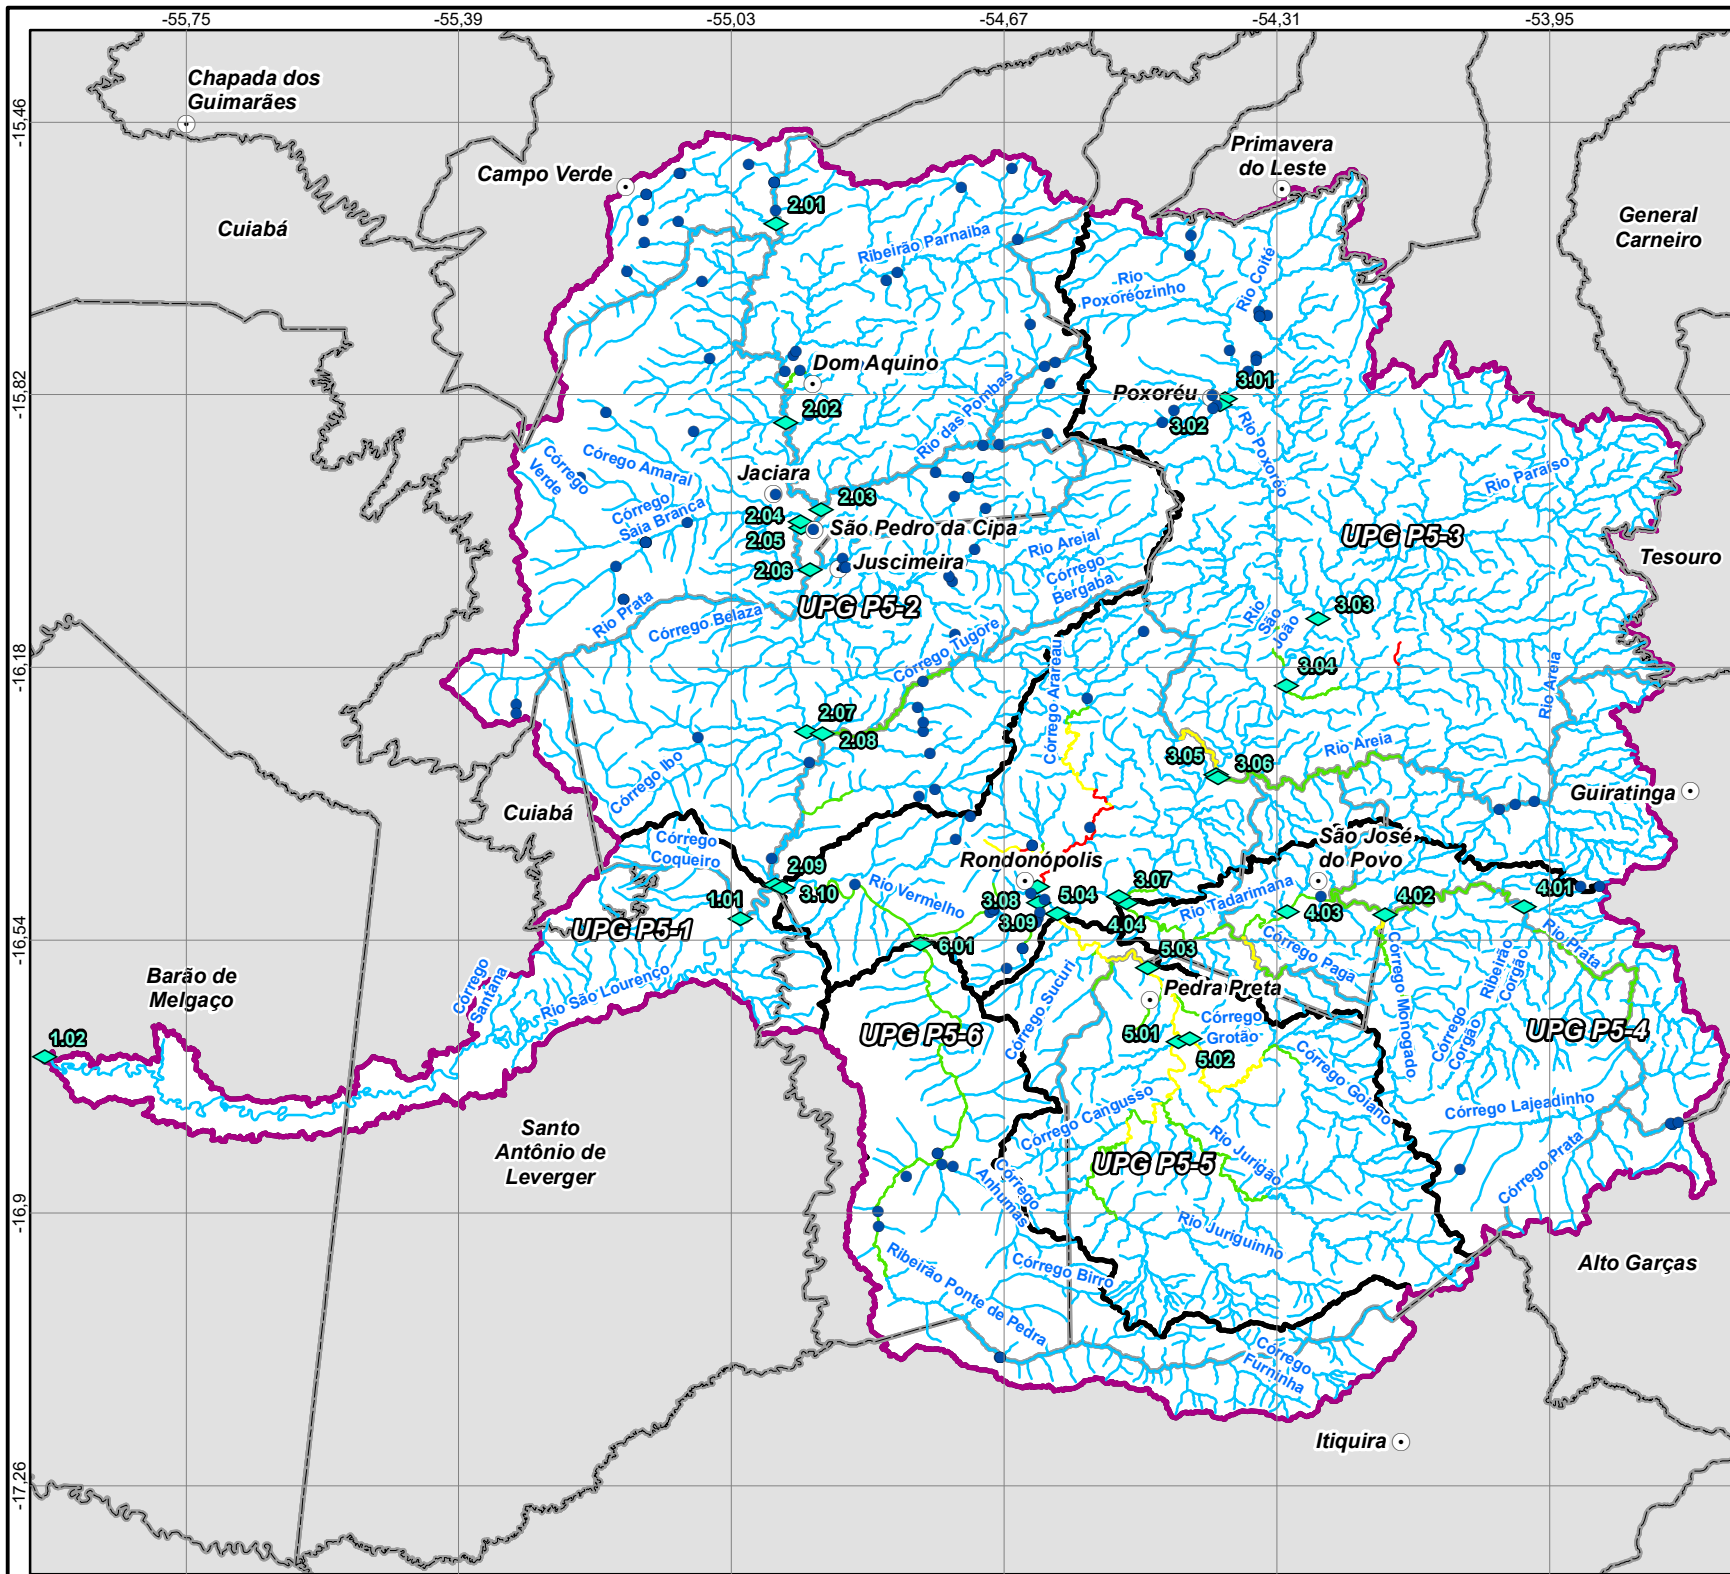 -55,75
-55,39
-55,03
-54,67
-54,31
-53,95
-15,46
-15,82
-16,18
-16,54
-16,9
-17,26
Chapada dos
Guimarães
Campo Verde
Primavera
do Leste
Cuiabá
General
Carneiro
2.01
Ribeirão Parnaiba
Rio
Poxoréozinho
Rio Coité
Dom Aquino
2.02
Poxoréu
3.01
3.02
Rio Poxoréo
Rio das Pombas
Córrego
Verde
Córego Amaral
Córrego
Saia Branca
Jaciara
2.03
2.04
2.05
São Pedro da Cipa
2.06
Juscimeira
UPG P5-2
Rio Areial
Córrego
Bergaba
Rio Paraíso
UPG P5-3
Tesouro
Rio Prata
Córrego Belaza
Córrego Tugore
Córrego Arareau
Rio
São
João
3.03
3.04
Rio Areia
2.07
2.08
Córrego Ibo
3.05
3.06
Rio Areia
Guiratinga
Cuiabá
Córrego
Coqueiro
2.09
3.10
1.01
Rio Vermelho
Rondonópolis
São José
do Povo
3.07
3.08
3.09
5.04
4.04
Rio Tadarimana
4.03
4.02
4.01
UPG P5-1
6.01
5.03
Córrego Paga
Córrego Monogado
Ribeirão
Corgão
Rio Prata
Barão de
Melgaço
Córrego
Santana
Rio São Lourenço
Córrego Sucuri
Pedra Preta
Córrego
Grotão
Córrego
Corgão
UPG P5-4
1.02
UPG P5-6
5.01
5.02
Córrego Goiano
Córrego Lajeadinho
Santo
Antônio de
Leverger
Córrego Cangusso
UPG P5-5
Rio Jurigão
Córrego Prata
Córrego
Anhumas
Rio Juriguinho
Alto Garças
Ribeirão Ponte de Pedra
Córrego Birro
Córrego
Furninha
Itiquira